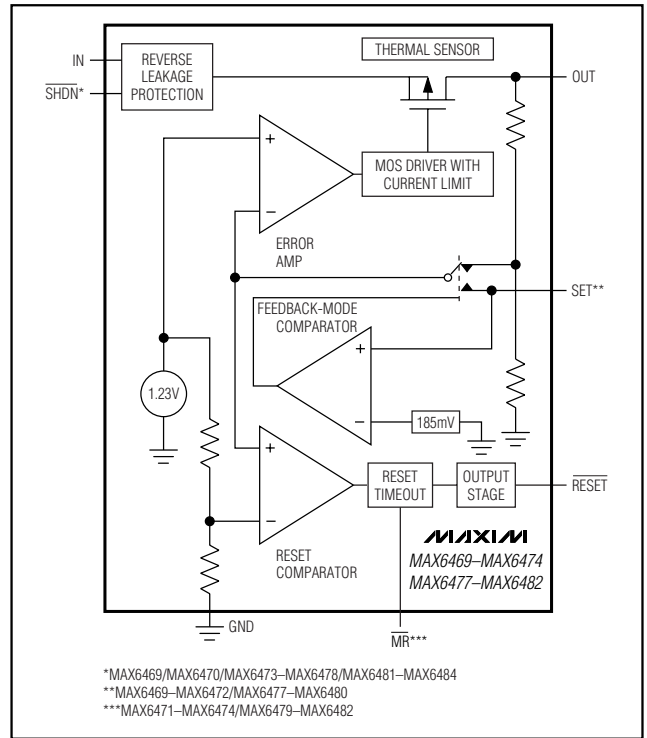 THERMAL SENSOR
IN
REVERSE
LEAKAGE
PROTECTION
SHDN*
OUT
+
MOS DRIVER WITH
CURRENT LIMIT
−
ERROR
AMP
SET**
FEEDBACK-MODE
COMPARATOR
+
1.23V
−
185mV
+
RESET
TIMEOUT
OUTPUT
STAGE
RESET
−
MAXIM
RESET
COMPARATOR
MAX6469–MAX6474
MAX6477–MAX6482
GND
MR***
*MAX6469/MAX6470/MAX6473–MAX6478/MAX6481–MAX6484
**MAX6469–MAX6472/MAX6477–MAX6480
***MAX6471–MAX6474/MAX6479–MAX6482